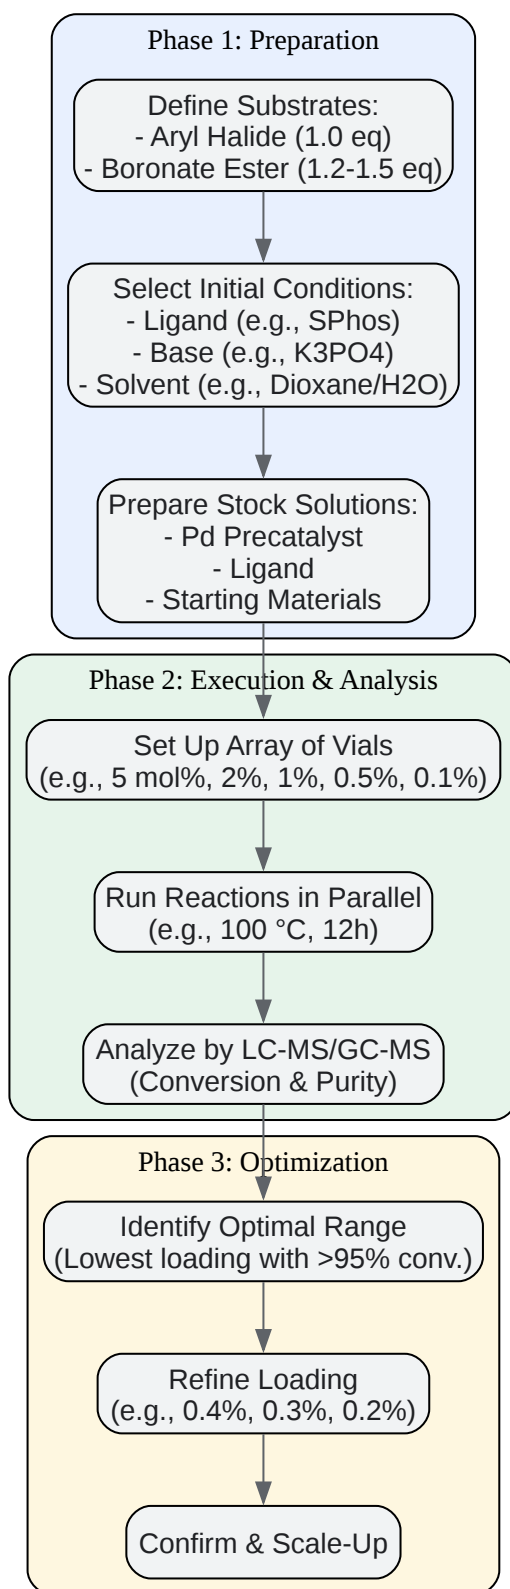 Phase 1: Preparation
Define Substrates:
- Aryl Halide (1.0 eq)
- Boronate Ester (1.2-1.5 eq)
Select Initial Conditions:
- Ligand (e.g., SPhos)
- Base (e.g., K3PO4)
- Solvent (e.g., Dioxane/H2O)
Prepare Stock Solutions:
- Pd Precatalyst
- Ligand
- Starting Materials
Phase 2: Execution & Analysis
Set Up Array of Vials
(e.g., 5 mol%, 2%, 1%, 0.5%, 0.1%)
Run Reactions in Parallel
(e.g., 100 °C, 12h)
Analyze by LC-MS/GC-MS
(Conversion & Purity)
Phase 3: Optimization
Identify Optimal Range
(Lowest loading with >95% conv.)
Refine Loading
(e.g., 0.4%, 0.3%, 0.2%)
Confirm & Scale-Up